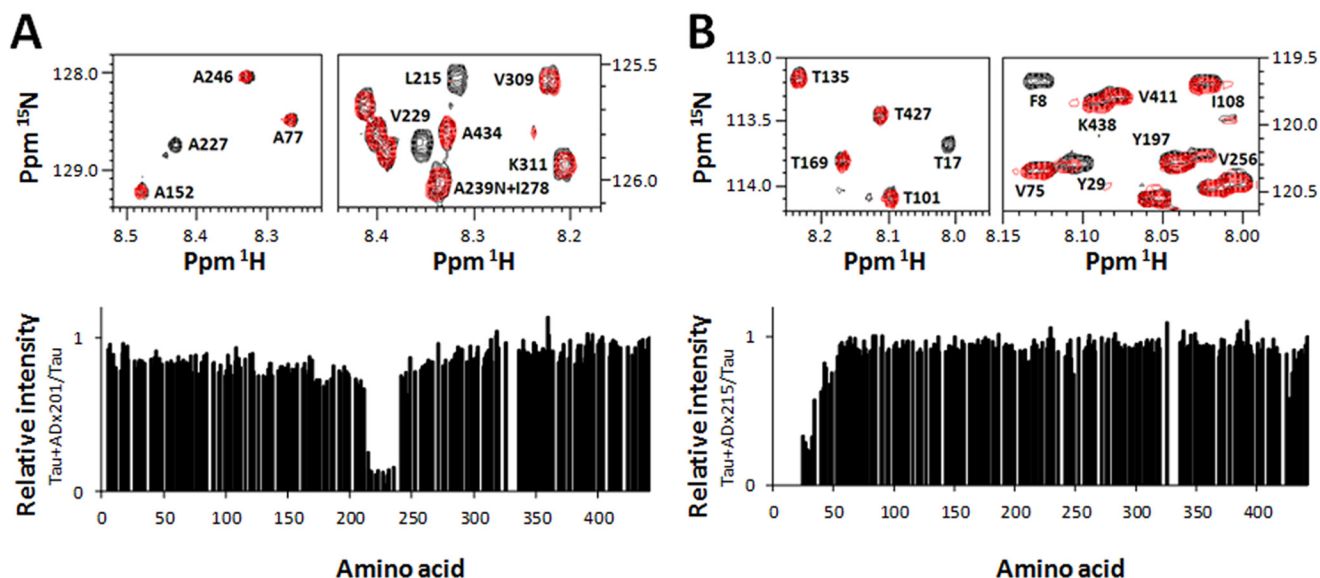 A
B
128.0
129.0
Ppm 15N
A246
A227
A77
A152
8.5
8.4
8.3
Ppm 1H
L215
V309
V229
A434
K311
A239N+I278
125.5
126.0
8.4
8.3
8.2
Ppm 1H
113.0
113.5
114.0
Ppm 15N
T135
T427
T169
T17
T101
8.2
8.1
8.0
Ppm 1H
F8
V411
I108
K438
Y197
V256
V75
Y29
119.5
120.0
120.5
8.15
8.10
8.05
8.00
Ppm 1H
Relative intensity
Tau+ADx201/Tau
1
0
0
50
100
150
200
250
300
350
400
Amino acid
Relative intensity
Tau+ADx215/Tau
1
0
0
50
100
150
200
250
300
350
400
Amino acid